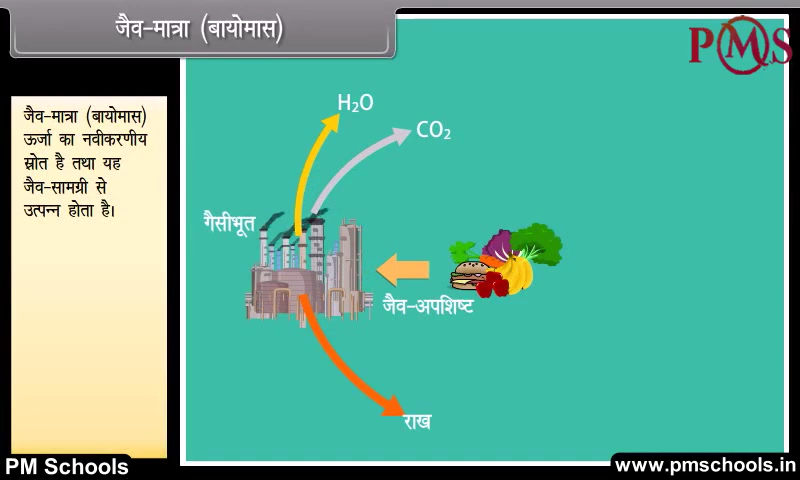 जैव-मात्रा (बायोमास)
PMS
जैव-मात्रा (बायोमास)
ऊर्जा का नवीकरणीय
स्रोत है तथा यह
जैव-सामग्री से
उत्पन्न होता है।
H₂O
CO₂
गैसीभूत
जैव-अपशिष्ट
राख
PM Schools
www.pmschools.in